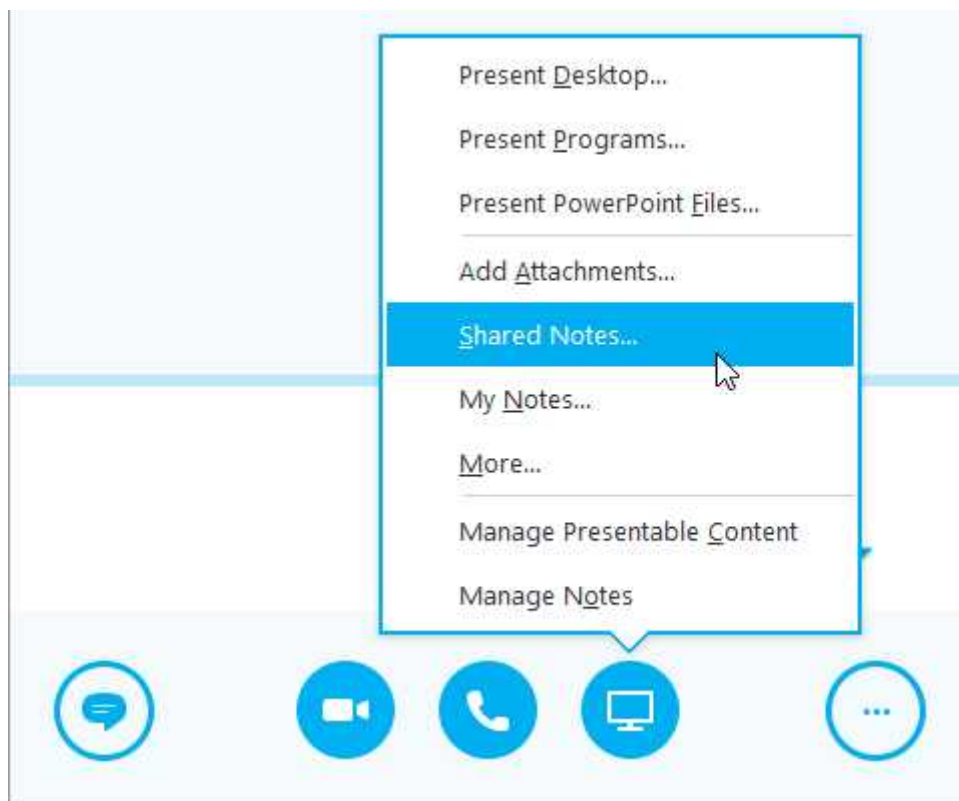 Present Desktop...
Present Programs...
Present PowerPoint Files...
Add Attachments...
Shared Notes...
My Notes...
More...
Manage Presentable Content
Manage Notes